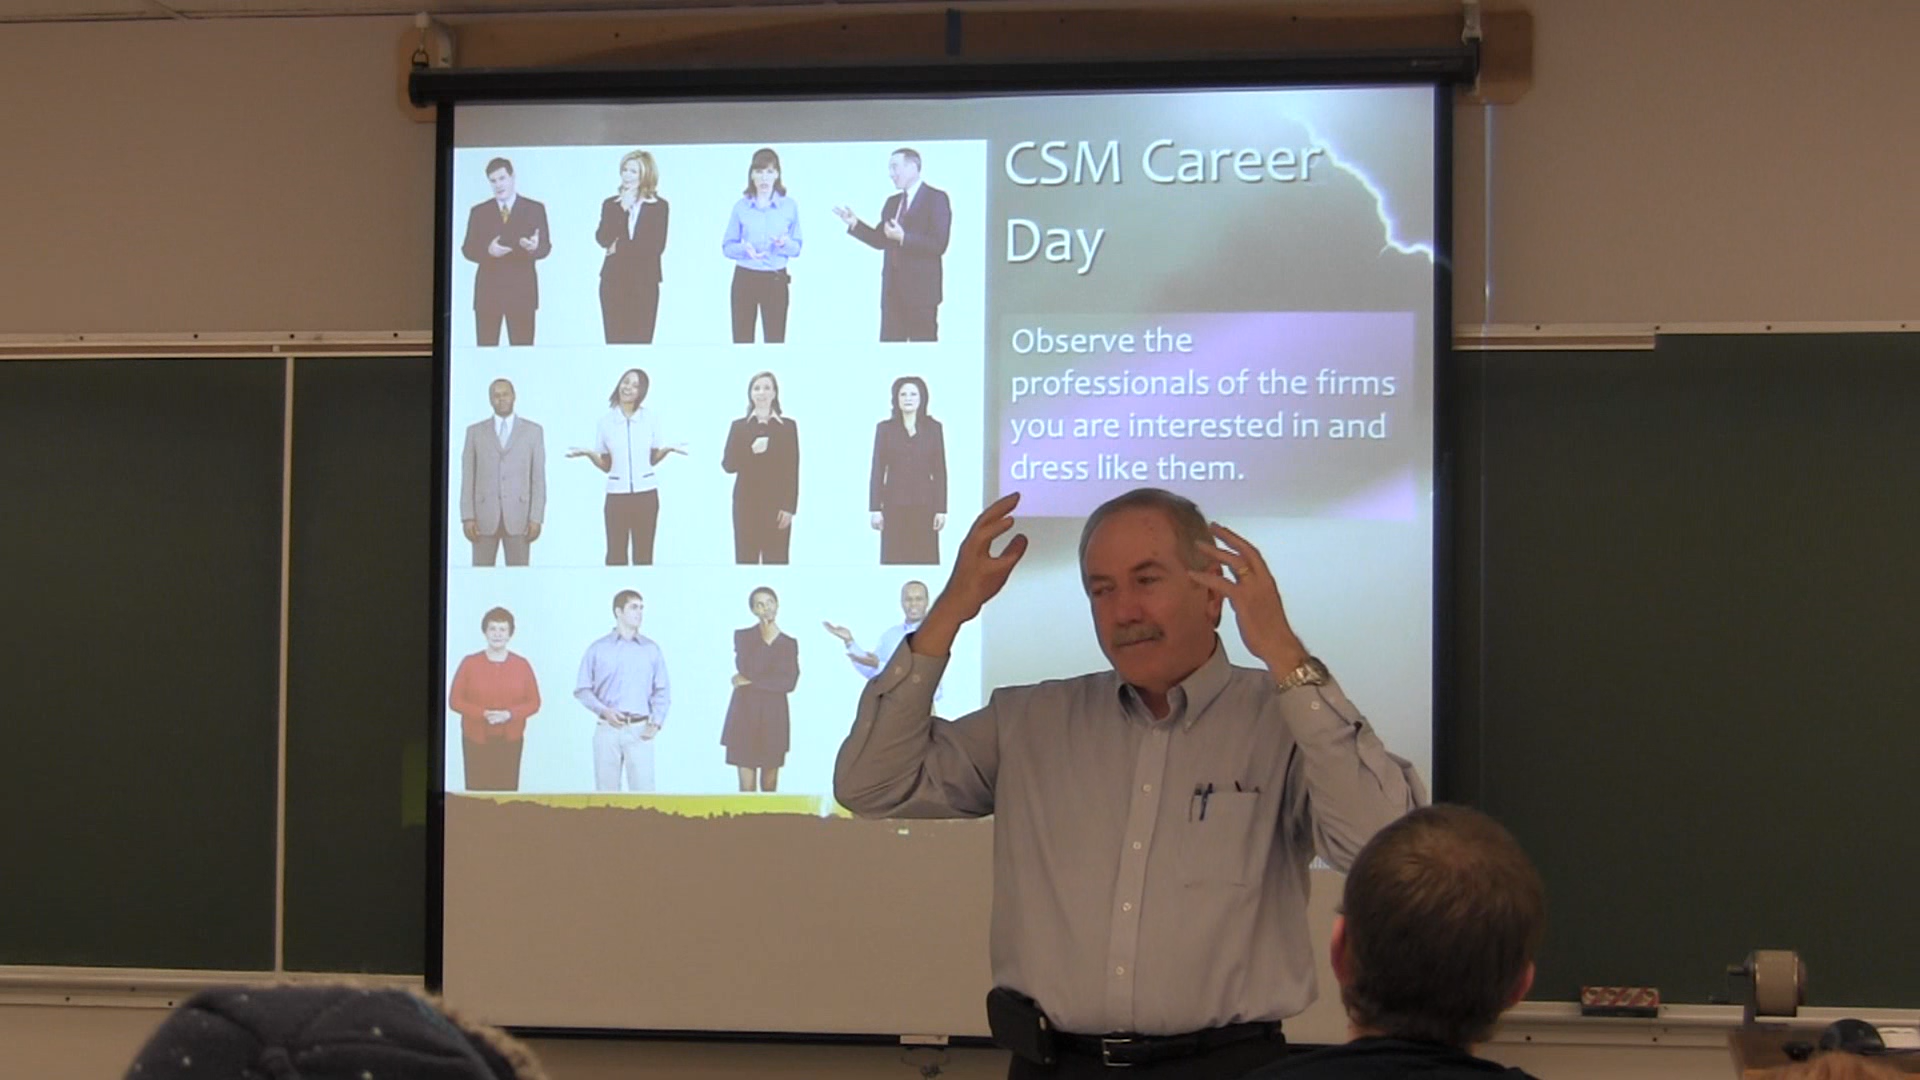 CSM Career
Day
Observe the
professionals of the firms
you are interested in and
dress like them.